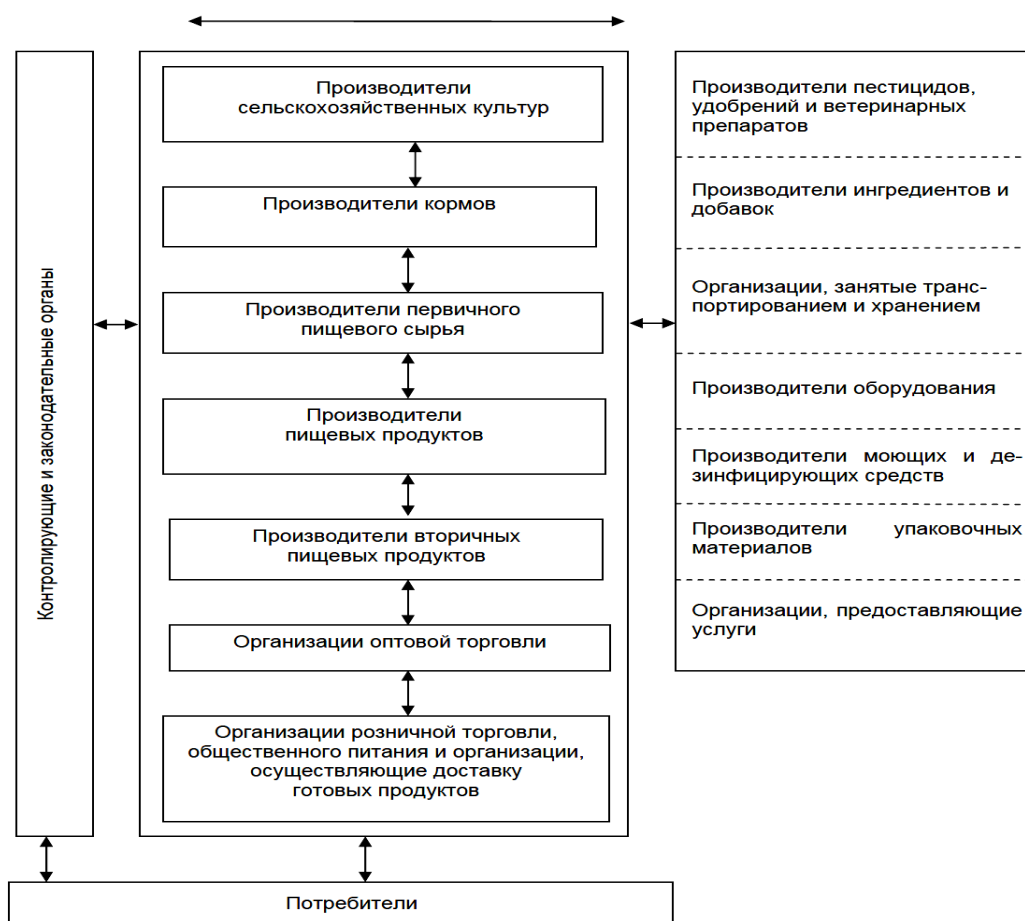 Контролирующие и законодательные органы
Производители
сельскохозяйственных культур
Производители кормов
Производители первичного
пищевого сырья
Производители
пищевых продуктов
Производители вторичных
пищевых продуктов
Организации оптовой торговли
Организации розничной торговли,
общественного питания и организации,
осуществляющие доставку
готовых продуктов
Производители пестицидов,
удобрений и ветеринарных
препаратов
Производители ингредиентов и
добавок
Организации, занятые транс-
портированием и хранением
Производители оборудования
Производители моющих и де-
зинфицирующих средств
Производители упаковочных
материалов
Организации, предоставляющие
услуги
Потребители